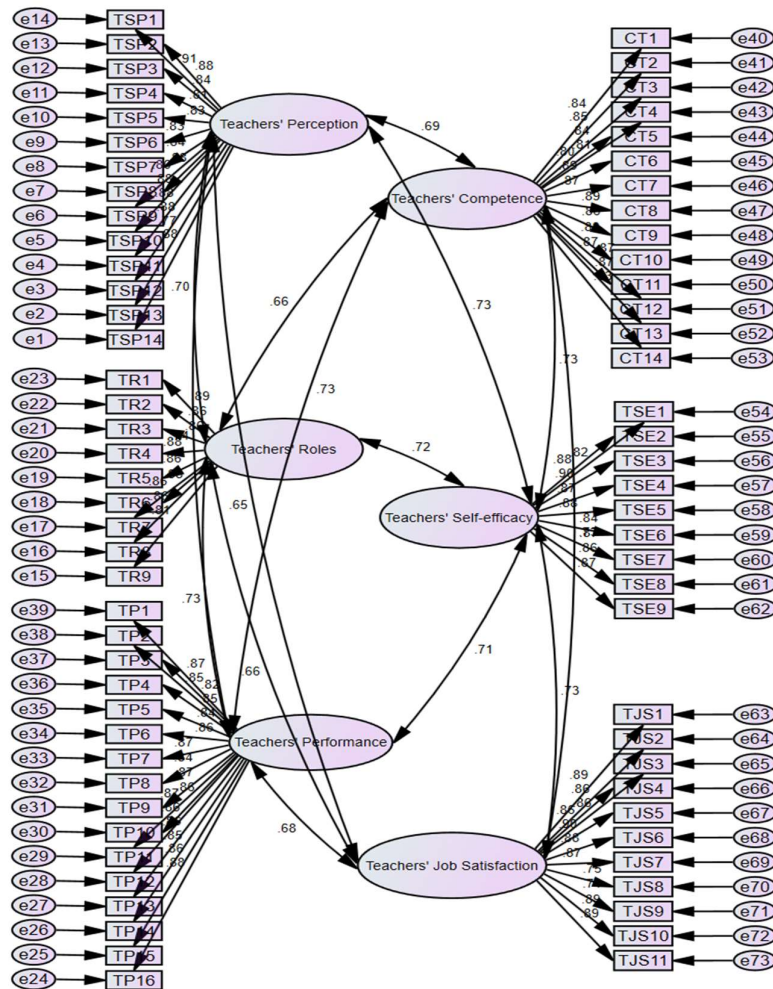 e14 TSP1
e13 TSP2
e12 TSP3
e11 TSP4
e10 TSP5
e9 TSP6
e8 TSP7
e7 TSP8
e6 TSP9
e5 TSP10
e4 TSP11
e3 TSP12
e2 TSP13
e1 TSP14
.91
.88
.84
.81
.83
.83
Teachers' Perception
.69
.70
CT1 e40
CT2 e41
CT3 e42
CT4 e43
CT5 e44
CT6 e45
CT7 e46
CT8 e47
CT9 e48
CT10 e49
CT11 e50
CT12 e51
CT13 e52
CT14 e53
.84
.85
.84
.81
.87
.89
.87
Teachers' Competence
.66
.73
.73
.73
e23 TR1
e22 TR2
e21 TR3
e20 TR4
e19 TR5
e18 TR6
e17 TR7
e16 TR8
e15 TR9
.89
.86
.88
.86
.81
Teachers' Roles
.72
.65
TSE1 e54
TSE2 e55
TSE3 e56
TSE4 e57
TSE5 e58
TSE6 e59
TSE7 e60
TSE8 e61
TSE9 e62
.82
.88
.90
.87
.88
.84
.86
.87
Teachers' Self-efficacy
.73
.66
.71
.73
e39 TP1
e38 TP2
e37 TP3
e36 TP4
e35 TP5
e34 TP6
e33 TP7
e32 TP8
e31 TP9
e30 TP10
e29 TP11
e28 TP12
e27 TP13
e26 TP14
e25 TP15
e24 TP16
.87
.85
.82
.85
.84
.86
.87
.84
.87
.86
.85
.86
.88
Teachers' Performance
.68
TJS1 e63
TJS2 e64
TJS3 e65
TJS4 e66
TJS5 e67
TJS6 e68
TJS7 e69
TJS8 e70
TJS9 e71
TJS10 e72
TJS11 e73
.89
.86
.86
.86
.87
.75
.89
.89
Teachers' Job Satisfaction